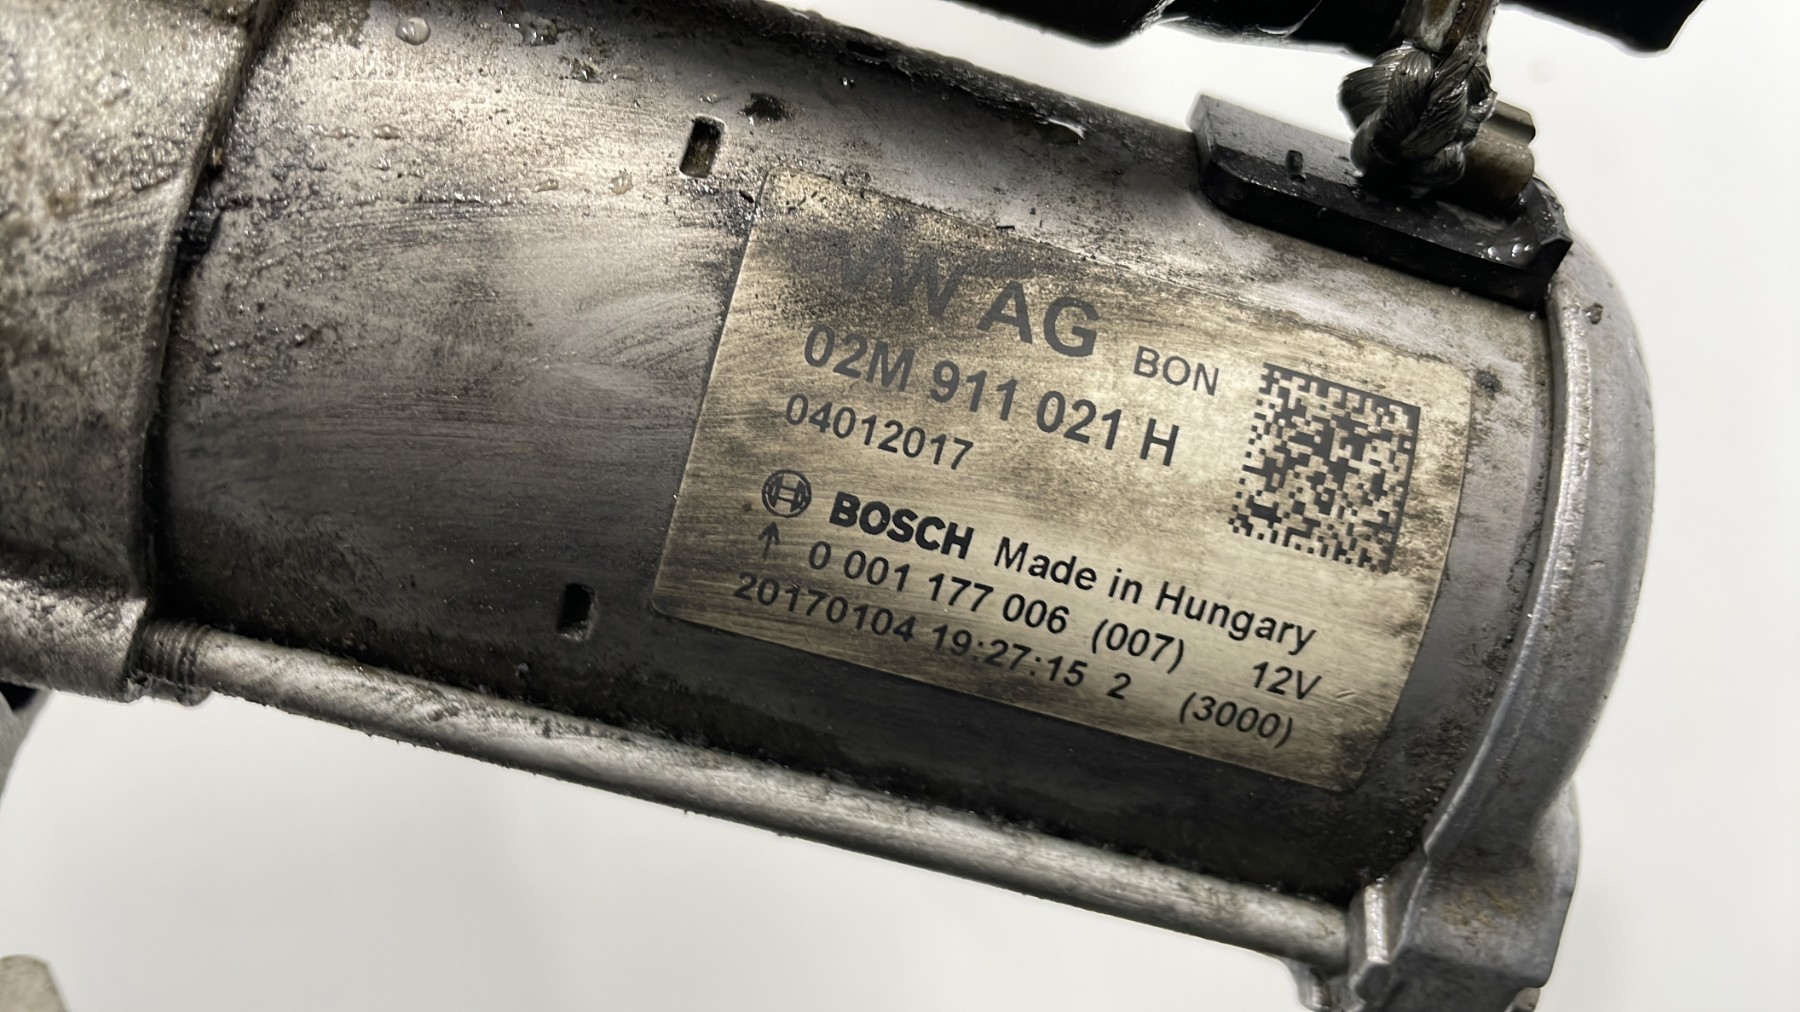 VW AG BON
02M 911 021 H
04012017
BOSCH Made in Hungary
↑ 0 001 177 006 (007) 12V
20170104 19:27:15 2 (3000)